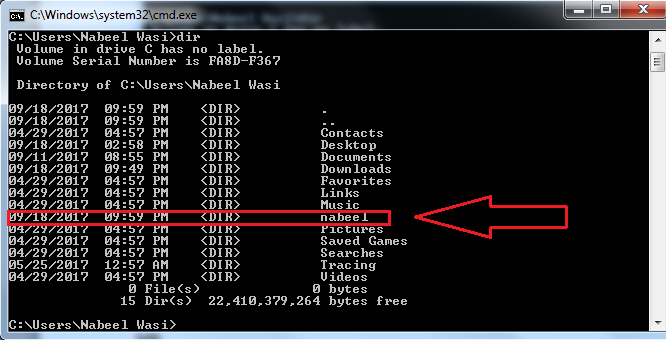 C:\Windows\system32\cmd.exe
C:\Users\Nabeel Wasi>dir
Volume in drive C has no label.
Volume Serial Number is FA8D-F367
Directory of C:\Users\Nabeel Wasi
09/18/2017 09:59 PM <DIR> .
09/18/2017 09:59 PM <DIR> ..
04/29/2017 04:57 PM <DIR> Contacts
09/18/2017 02:58 PM <DIR> Desktop
09/11/2017 08:55 PM <DIR> Documents
09/18/2017 09:49 PM <DIR> Downloads
04/29/2017 04:57 PM <DIR> Favorites
04/29/2017 04:57 PM <DIR> Links
04/29/2017 04:57 PM <DIR> Music
09/18/2017 09:59 PM <DIR> nabeel
04/29/2017 04:57 PM <DIR> Pictures
04/29/2017 04:57 PM <DIR> Saved Games
04/29/2017 04:57 PM <DIR> Searches
05/25/2017 12:57 AM <DIR> Tracing
04/29/2017 04:57 PM <DIR> Videos
0 File(s) 0 bytes
15 Dir(s) 22,410,379,264 bytes free
C:\Users\Nabeel Wasi>